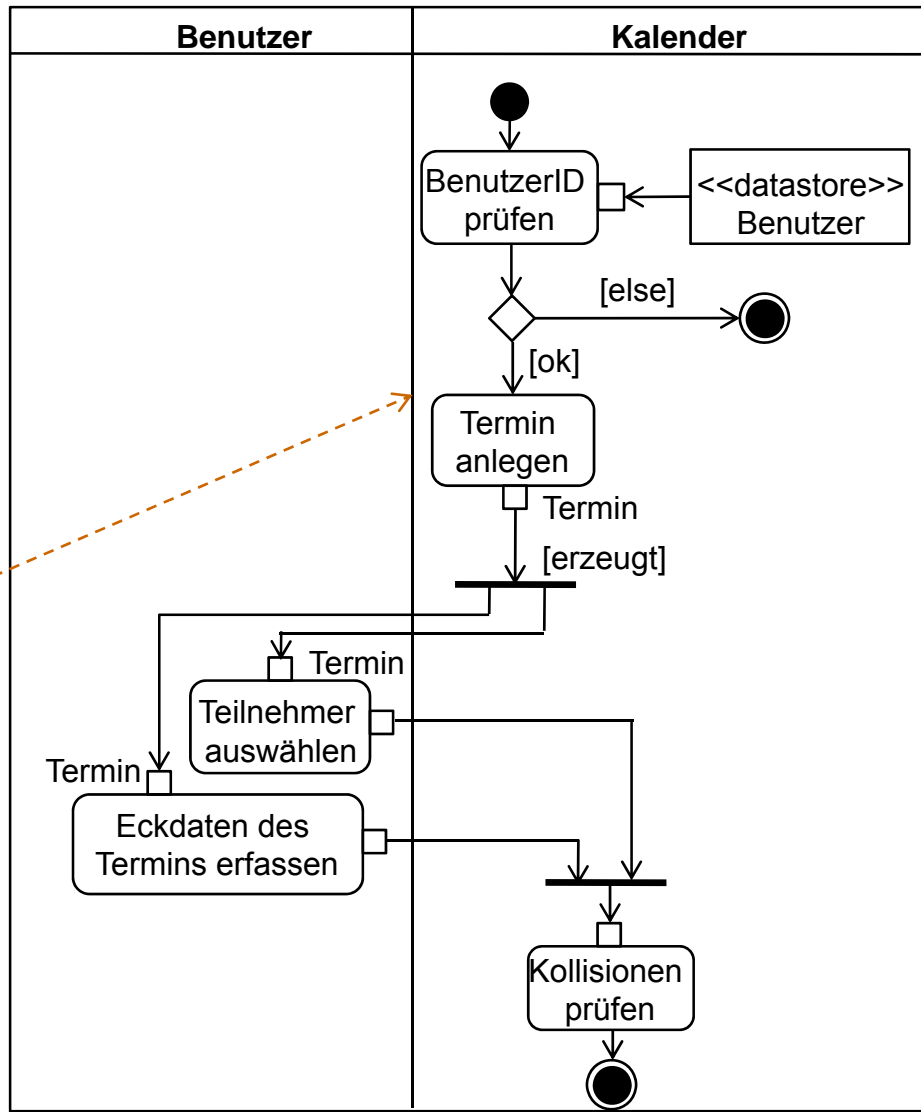 Benutzer
Kalender
BenutzerID
prüfen
<<datastore>>
Benutzer
[else]
[ok]
Termin
anlegen
Termin
[erzeugt]
Termin
Teilnehmer
auswählen
Termin
Eckdaten des
Termins erfassen
Kollisionen
prüfen